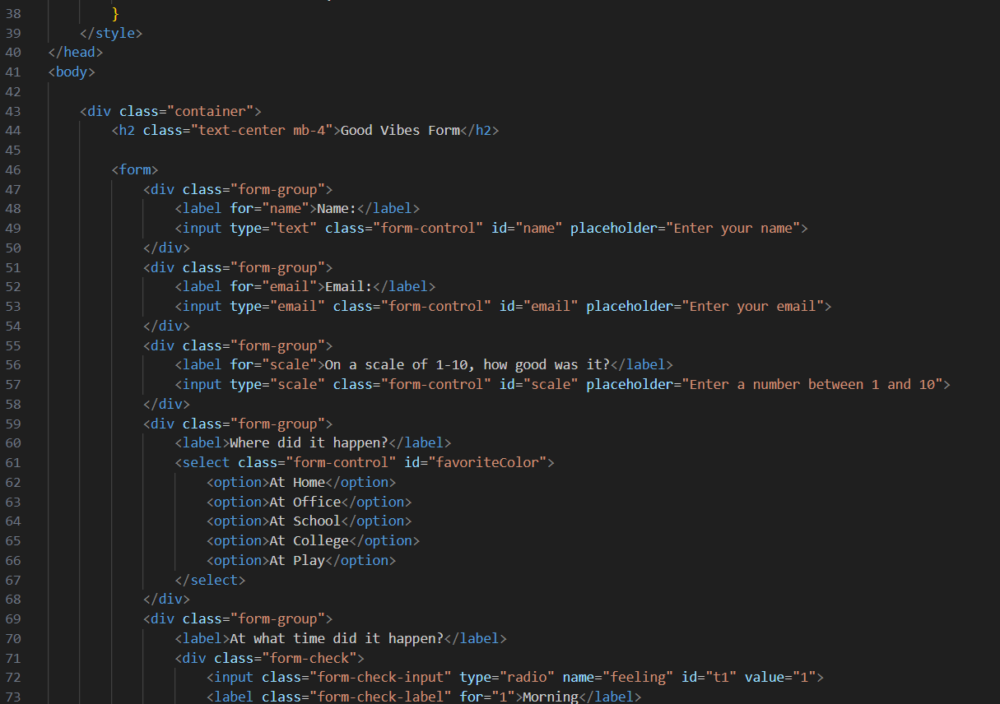 38 }
39 </style>
40 </head>
41 <body>
42
43 <div class="container">
44 <h2 class="text-center mb-4">Good Vibes Form</h2>
45
46 <form>
47 <div class="form-group">
48 <label for="name">Name:</label>
49 <input type="text" class="form-control" id="name" placeholder="Enter your name">
50 </div>
51 <div class="form-group">
52 <label for="email">Email:</label>
53 <input type="email" class="form-control" id="email" placeholder="Enter your email">
54 </div>
55 <div class="form-group">
56 <label for="scale">On a scale of 1-10, how good was it?</label>
57 <input type="scale" class="form-control" id="scale" placeholder="Enter a number between 1 and 10">
58 </div>
59 <div class="form-group">
60 <label>Where did it happen?</label>
61 <select class="form-control" id="favoriteColor">
62 <option>At Home</option>
63 <option>At Office</option>
64 <option>At School</option>
65 <option>At College</option>
66 <option>At Play</option>
67 </select>
68 </div>
69 <div class="form-group">
70 <label>At what time did it happen?</label>
71 <div class="form-check">
72 <input class="form-check-input" type="radio" name="feeling" id="t1" value="1">
73 <label class="form-check-label" for="1">Morning</label>